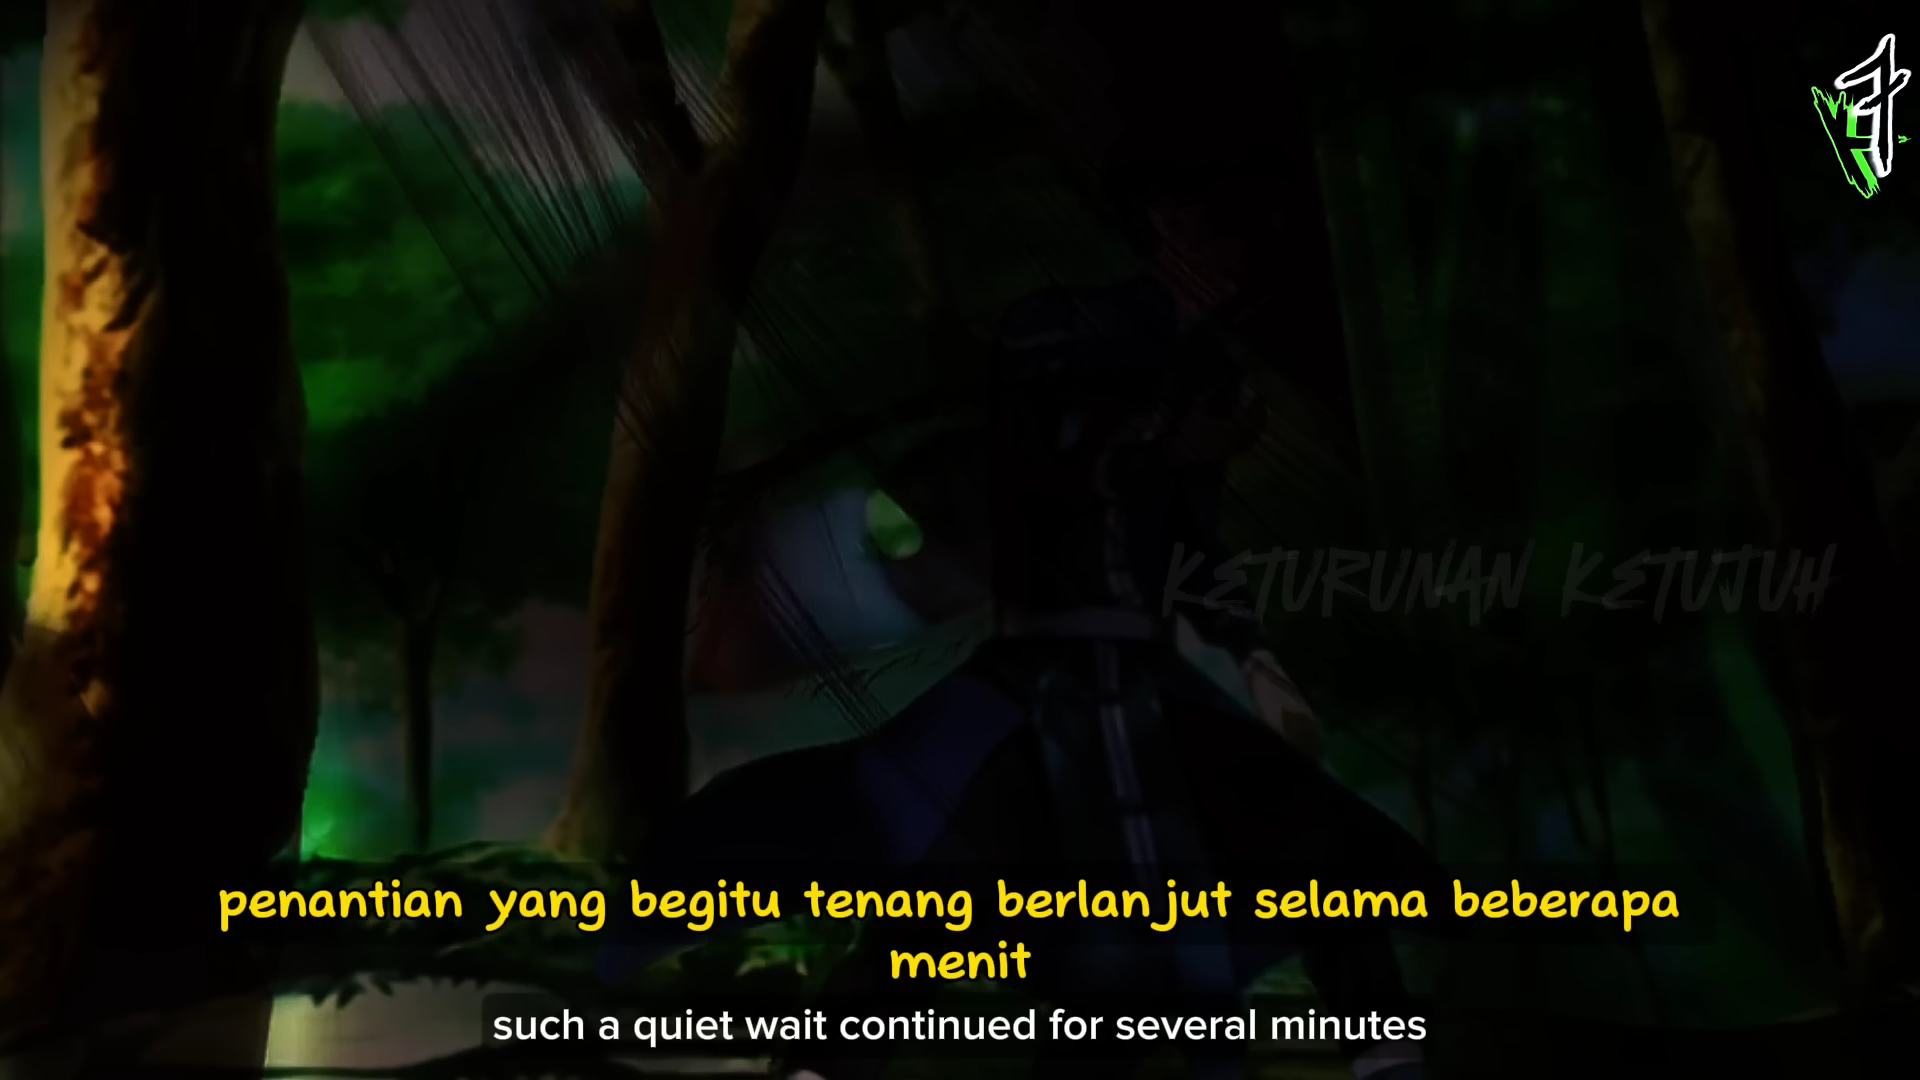 KETURUNAN KETUJUH
penantian yang begitu tenang berlanjut selama beberapa
menit
such a quiet wait continued for several minutes